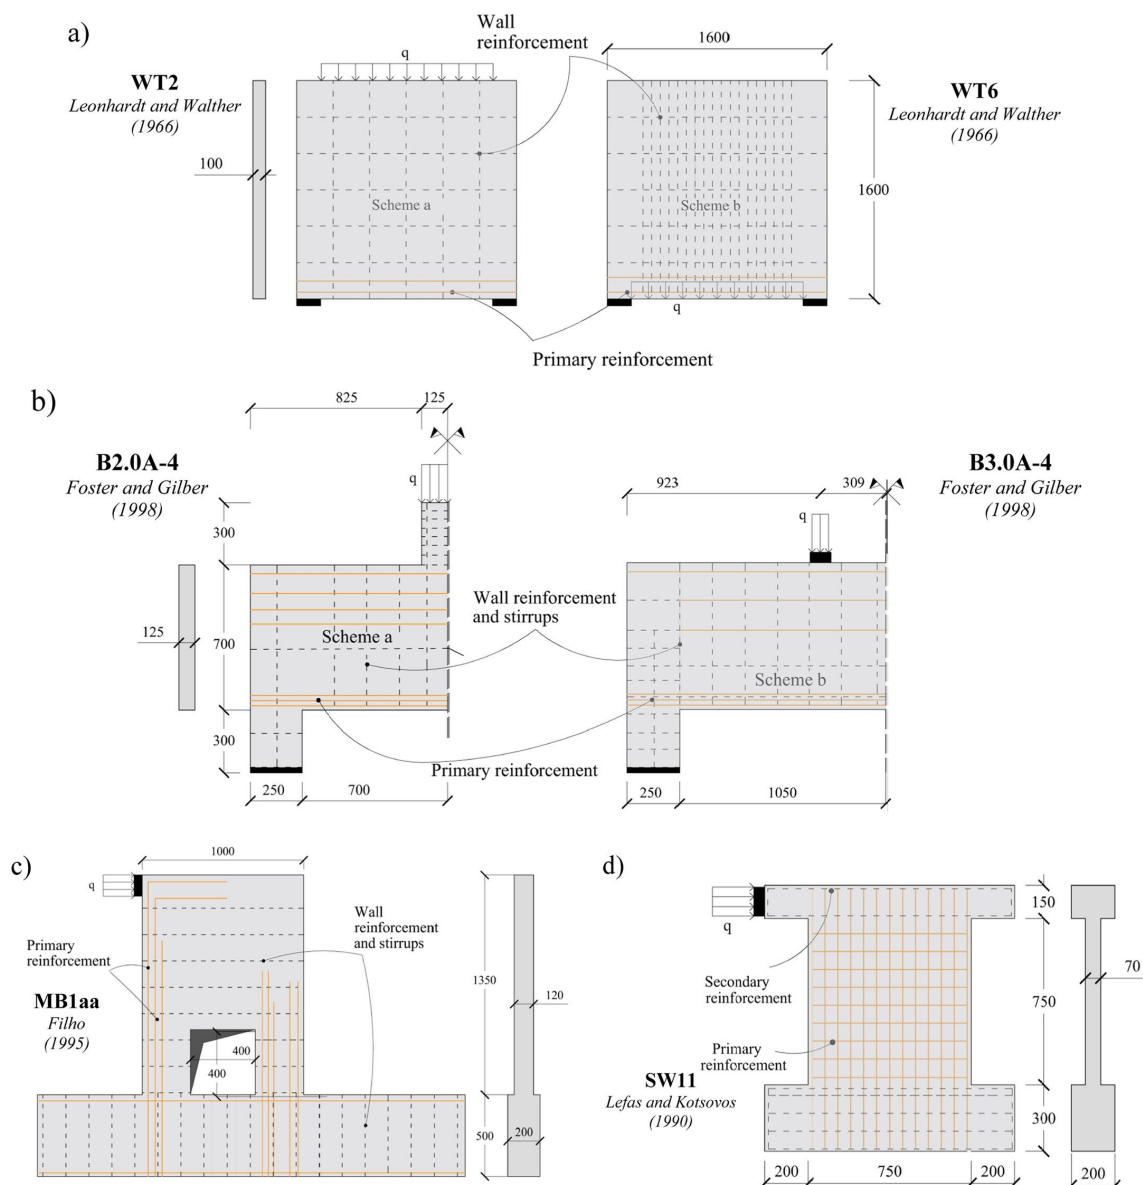 a)
WT2
Leonhardt and Walther
(1966)
100
q
Scheme a
Wall
reinforcement
1600
Scheme b
q
1600
WT6
Leonhardt and Walther
(1966)
Primary reinforcement
b)
825
125
B2.0A-4
Foster and Gilber
(1998)
q
300
125
700
Scheme a
300
250
700
Wall reinforcement
and stirrups
Primary reinforcement
923
309
B3.0A-4
Foster and Gilber
(1998)
q
Scheme b
250
1050
c)
1000
q
Primary
reinforcement
MB1aa
Filho
(1995)
Wall
reinforcement
and stirrups
400
400
1350
120
500
200
d)
q
150
Secondary
reinforcement
70
750
Primary
reinforcement
SW11
Lefas and Kotsovos
(1990)
300
200
750
200
200